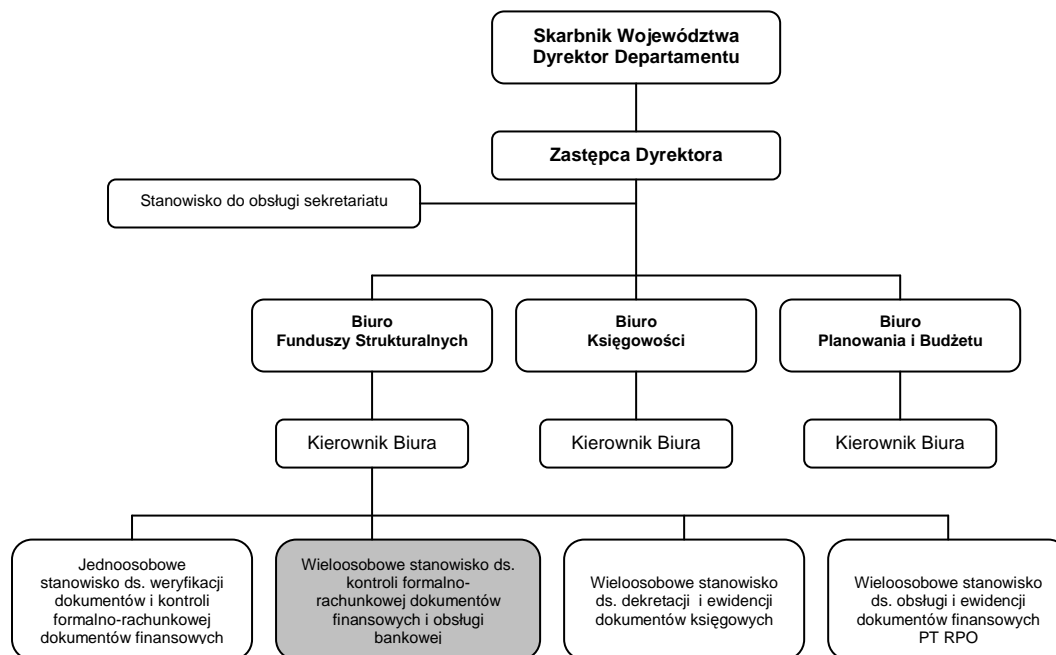 Skarbnik Województwa
Dyrektor Departamentu
Zastępca Dyrektora
Stanowisko do obsługi sekretariatu
Biuro
Funduszy Strukturalnych
Biuro
Księgowości
Biuro
Planowania i Budżetu
Kierownik Biura
Kierownik Biura
Kierownik Biura
Jednoosobowe
stanowisko ds. weryfikacji
dokumentów i kontroli
formalno-rachunkowej
dokumentów finansowych
Wieloosobowe stanowisko ds.
kontroli formalno-
rachunkowej dokumentów
finansowych i obsługi
bankowej
Wieloosobowe stanowisko
ds. dekretacji i ewidencji
dokumentów księgowych
Wieloosobowe stanowisko
ds. obsługi i ewidencji
dokumentów finansowych
PT RPO